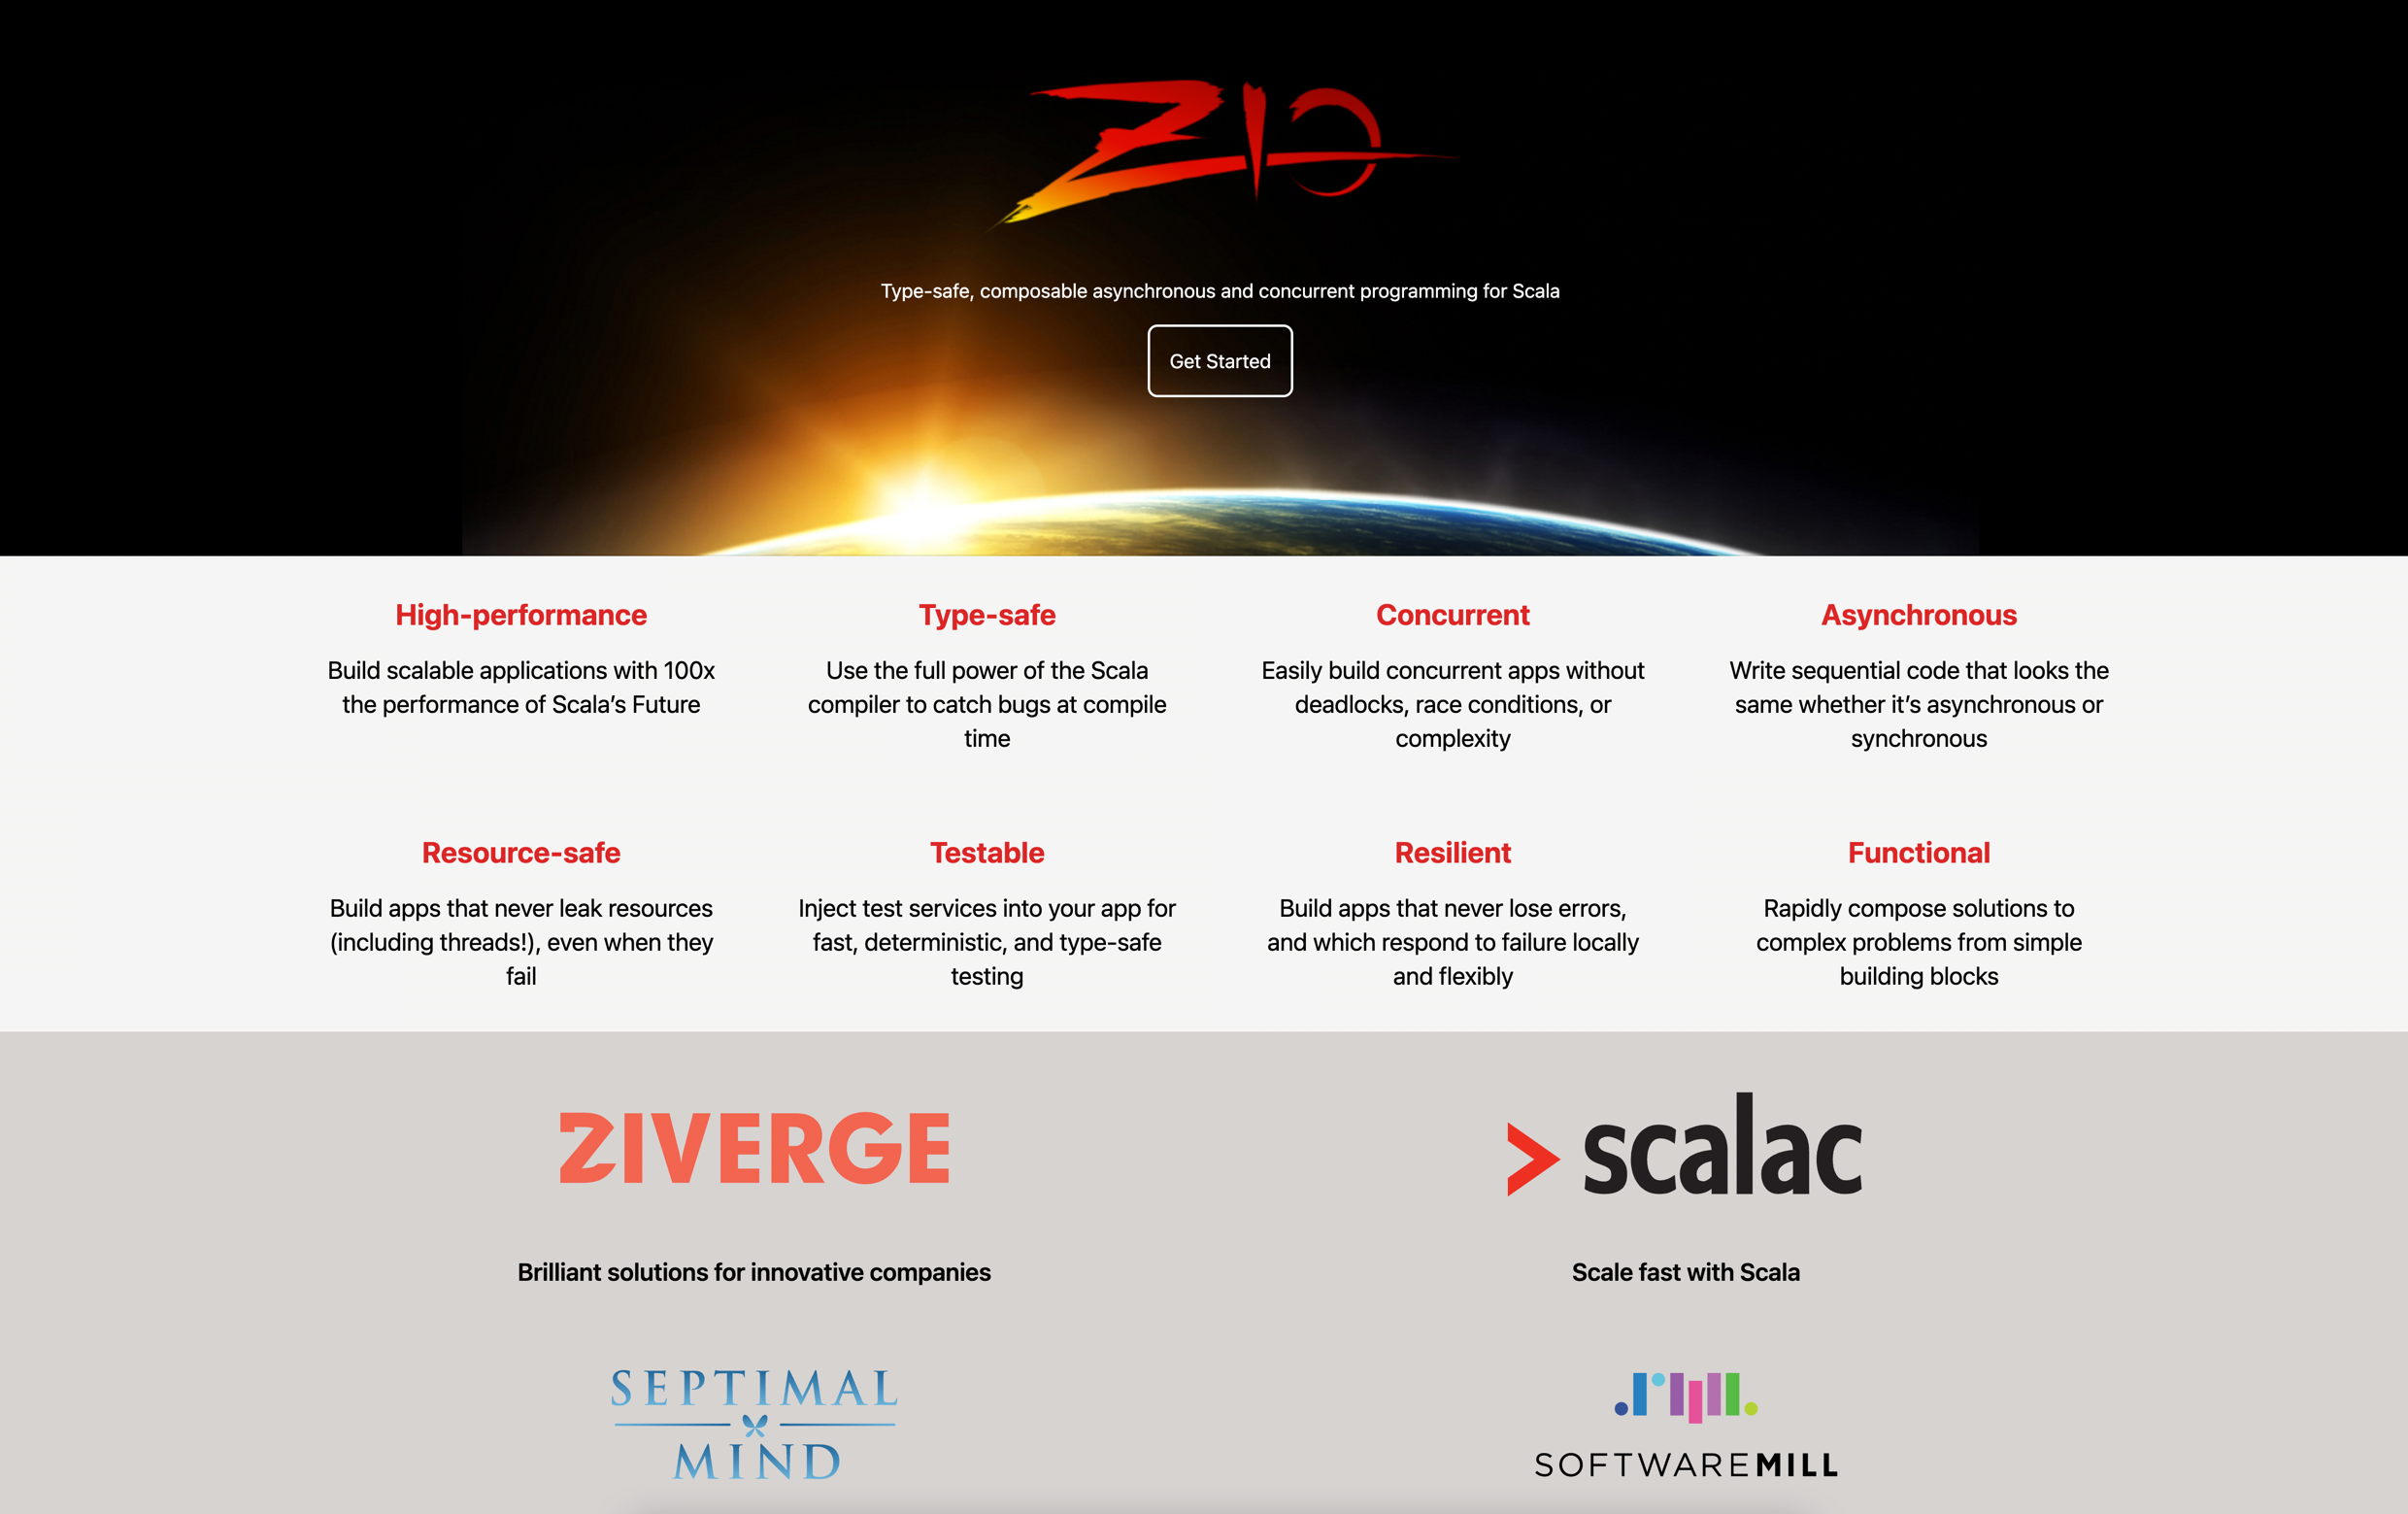 ZIO
Type-safe, composable asynchronous and concurrent programming for Scala
Get Started
High-performance
Build scalable applications with 100x
the performance of Scala’s Future
Type-safe
Use the full power of the Scala
compiler to catch bugs at compile
time
Concurrent
Easily build concurrent apps without
deadlocks, race conditions, or
complexity
Asynchronous
Write sequential code that looks the
same whether it’s asynchronous or
synchronous
Resource-safe
Build apps that never leak resources
(including threads!), even when they
fail
Testable
Inject test services into your app for
fast, deterministic, and type-safe
testing
Resilient
Build apps that never lose errors,
and which respond to failure locally
and flexibly
Functional
Rapidly compose solutions to
complex problems from simple
building blocks
ZIVERGE
Brilliant solutions for innovative companies
scalac
Scale fast with Scala
SEPTIMAL
MIND
SOFTWAREMILL